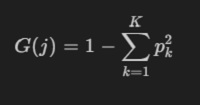 G(j) = 1 − ∑_{k=1}^{K} p_k^2